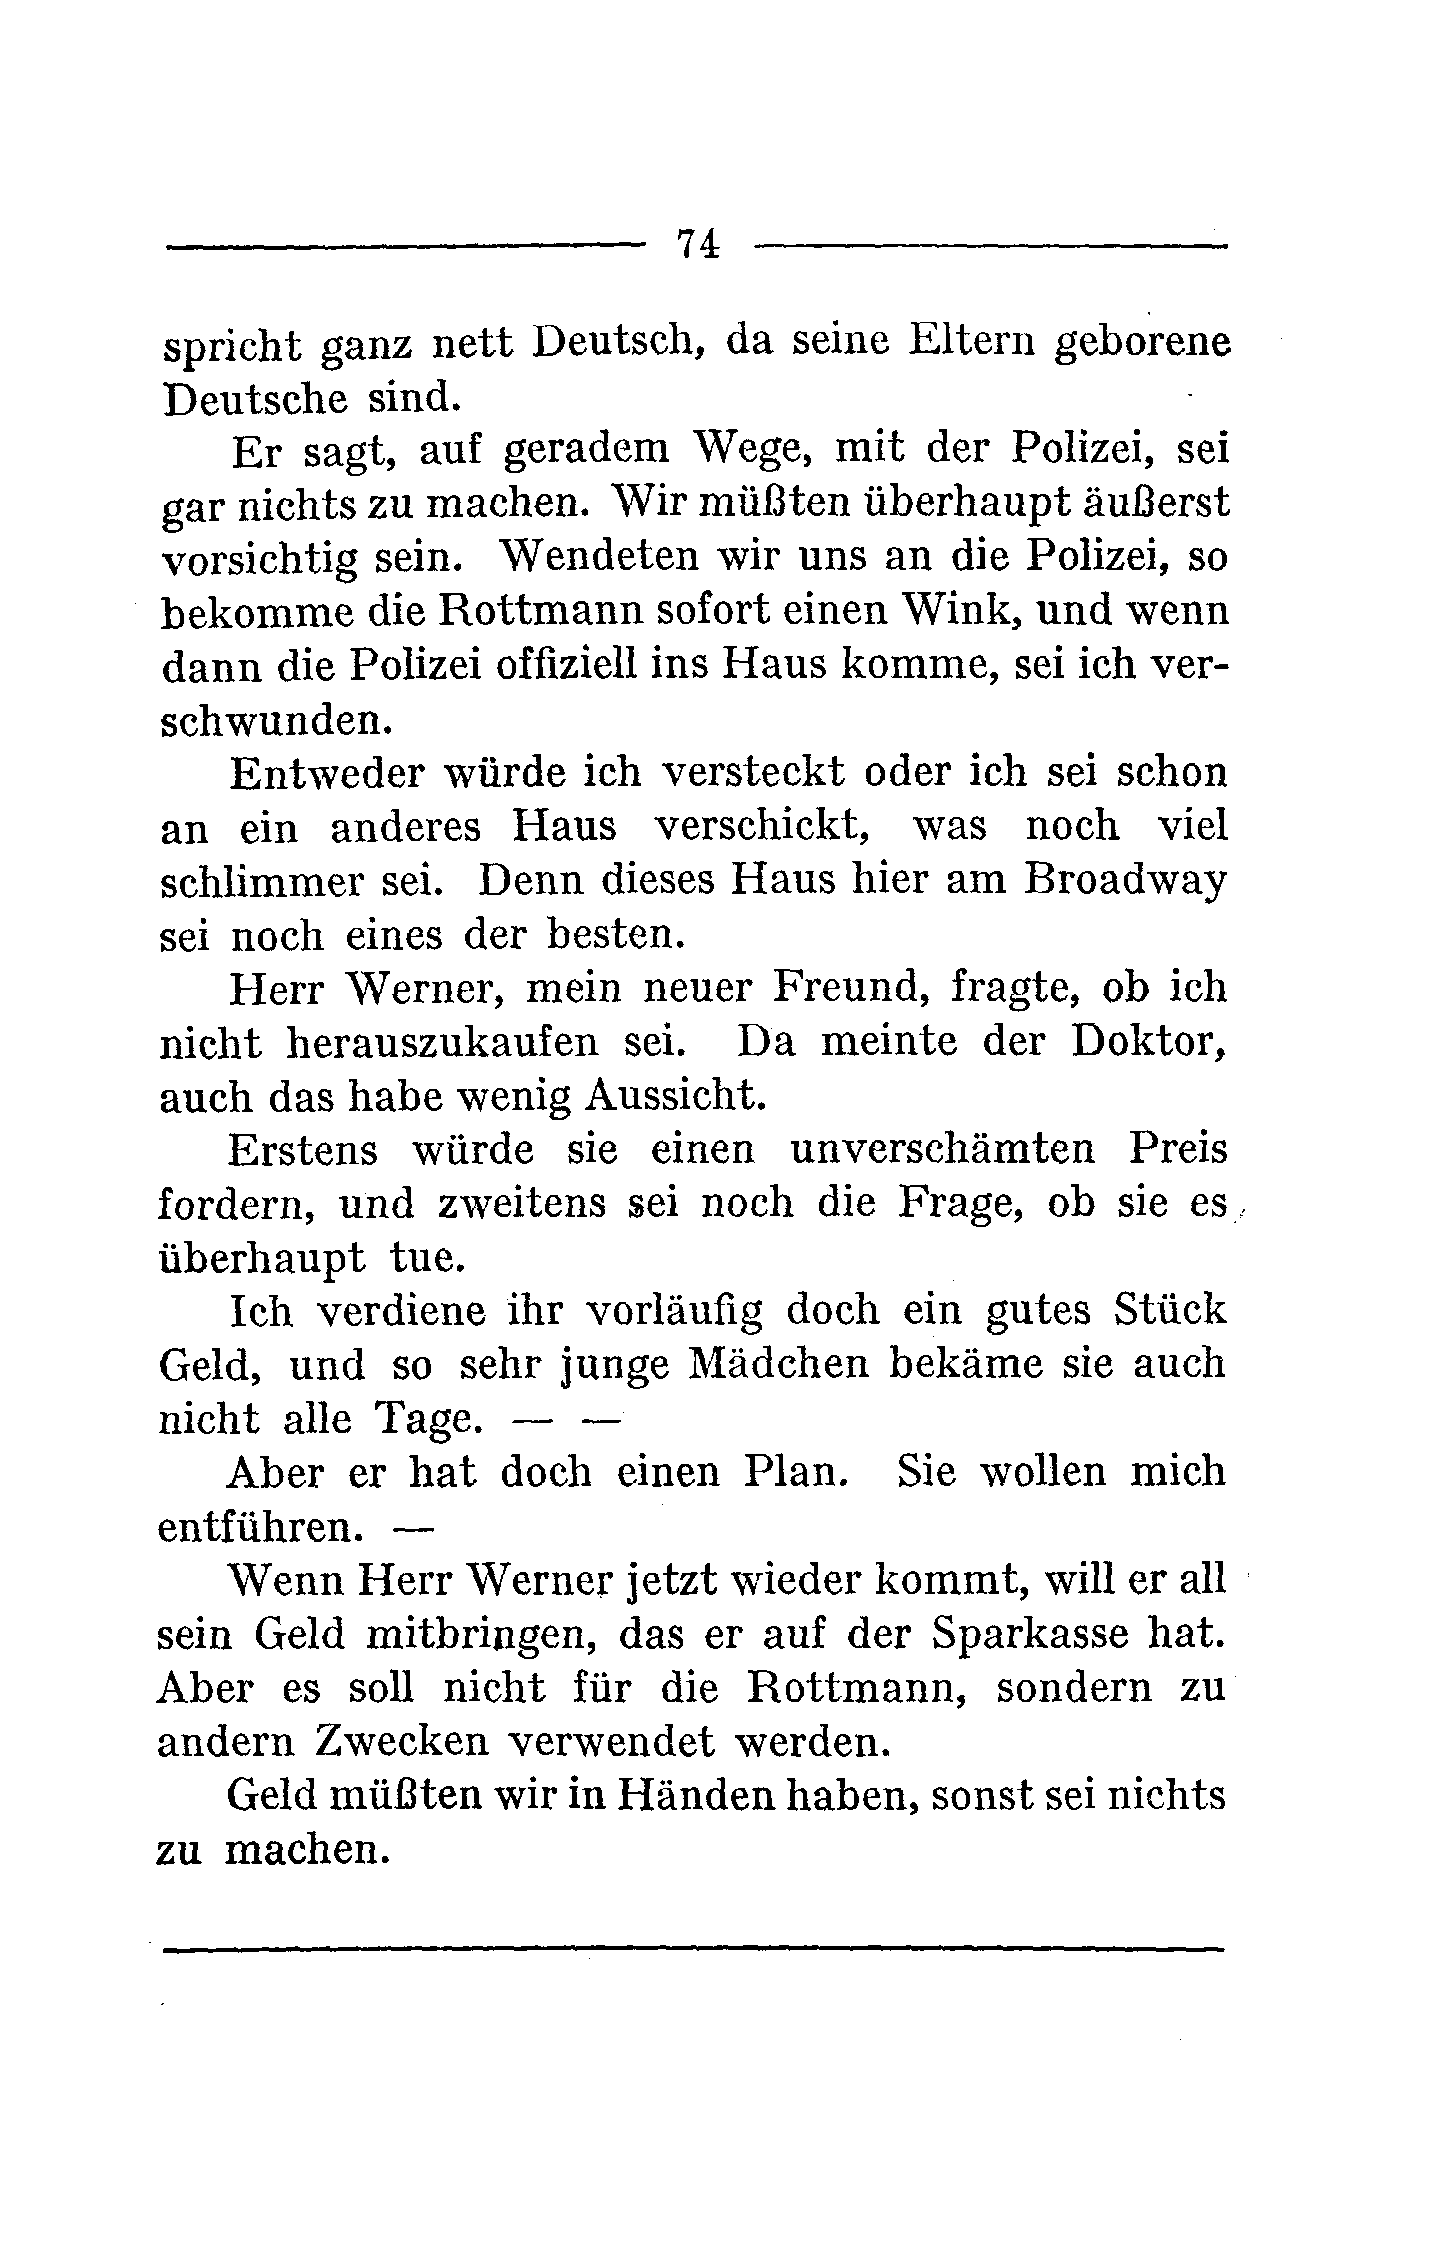 74
spricht ganz nett Deutsch, da seine Eltern geborene
Deutsche sind.
Er sagt, auf geradem Wege, mit der Polizei, sei
gar nichts zu machen. Wir müßten überhaupt äußerst
vorsichtig sein. Wendeten wir uns an die Polizei, so
bekomme die Rottmann sofort einen Wink, und wenn
dann die Polizei offiziell ins Haus komme, sei ich ver-
schwunden.
Entweder würde ich versteckt oder ich sei schon
an ein anderes Haus verschickt, was noch viel
schlimmer sei. Denn dieses Haus hier am Broadway
sei noch eines der besten.
Herr Werner, mein neuer Freund, fragte, ob ich
nicht herauszukaufen sei. Da meinte der Doktor,
auch das habe wenig Aussicht.
Erstens würde sie einen unverschämten Preis
fordern, und zweitens sei noch die Frage, ob sie es
überhaupt tue.
Ich verdiene ihr vorläufig doch ein gutes Stück
Geld, und so sehr junge Mädchen bekäme sie auch
nicht alle Tage. — —
Aber er hat doch einen Plan. Sie wollen mich
entführen. —
Wenn Herr Werner jetzt wieder kommt, will er all
sein Geld mitbringen, das er auf der Sparkasse hat.
Aber es soll nicht für die Rottmann, sondern zu
andern Zwecken verwendet werden.
Geld müßten wir in Händen haben, sonst sei nichts
zu machen.